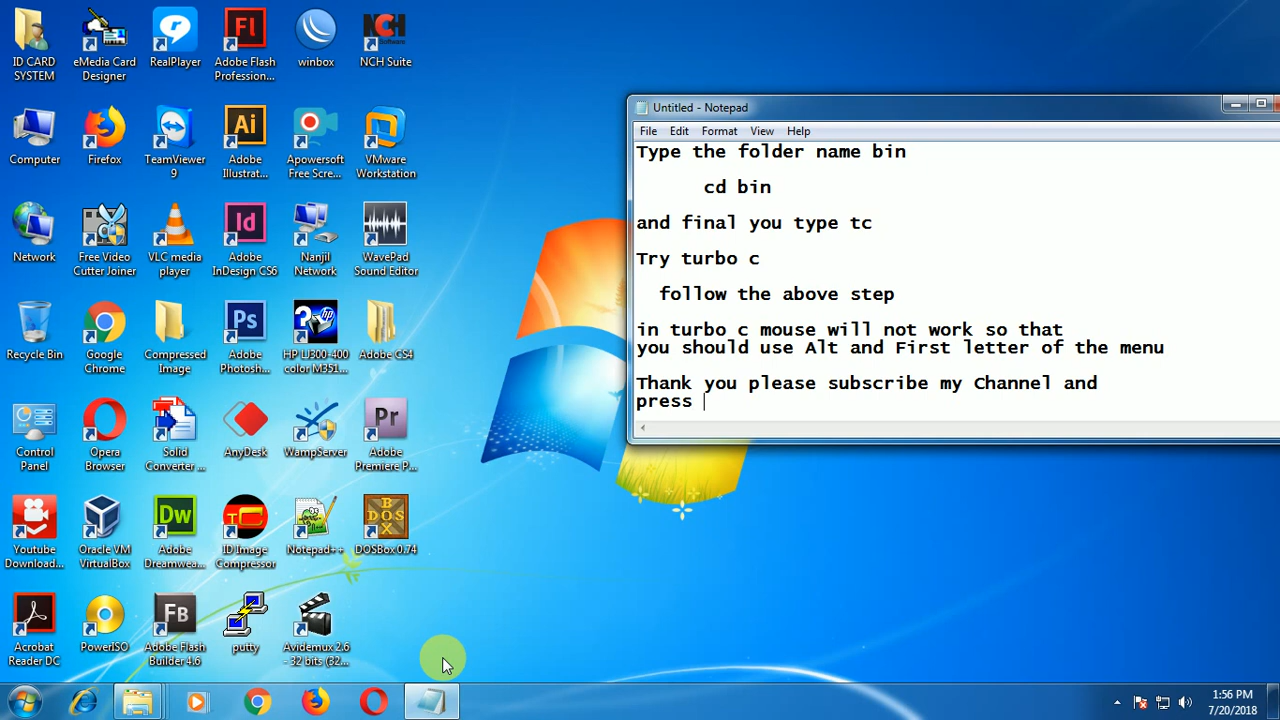 ID CARD
SYSTEM
eMedia Card
Designer
RealPlayer
Adobe Flash
Profession...
winbox
NCH
Software
NCH Suite
Computer
Firefox
TeamViewer
9
Ai
Adobe
Illustrat...
Apowersoft
Free Scre...
VMware
Workstation
Network
Free Video
Cutter Joiner
VLC media
player
Id
Adobe
InDesign CS6
Nanjil
Network
WavePad
Sound Editor
Recycle Bin
Google
Chrome
Compressed
Image
Ps
Adobe
Photosh...
HP LJ300-400
color M351...
Adobe CS4
Control
Panel
Opera
Browser
Solid
Converter ...
AnyDesk
WampServer
Pr
Adobe
Premiere P...
Youtube
Download...
Oracle VM
VirtualBox
Dw
Adobe
Dreamwea...
ID Image
Compressor
Notepad++
DOSBox 0.74
Acrobat
Reader DC
PowerISO
FB
Adobe Flash
Builder 4.6
putty
Avidemux 2.6
- 32 bits (32...
Untitled - Notepad
File Edit Format View Help
Type the folder name bin
cd bin
and final you type tc
Try turbo c
follow the above step
in turbo c mouse will not work so that
you should use Alt and First letter of the menu
Thank you please subscribe my Channel and
press
1:56 PM
7/20/2018